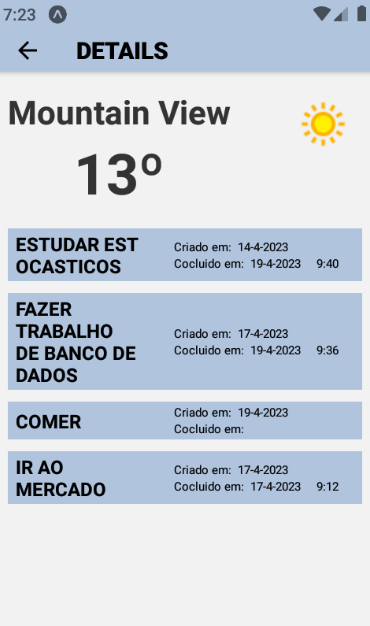 7:23
DETAILS
Mountain View
13º
ESTUDAR EST
OCASTICOS
Criado em: 14-4-2023
Cocluido em: 19-4-2023 9:40
FAZER
TRABALHO
DE BANCO DE
DADOS
Criado em: 17-4-2023
Cocluido em: 19-4-2023 9:36
COMER
Criado em: 19-4-2023
Cocluido em:
IR AO
MERCADO
Criado em: 17-4-2023
Cocluido em: 17-4-2023 9:12